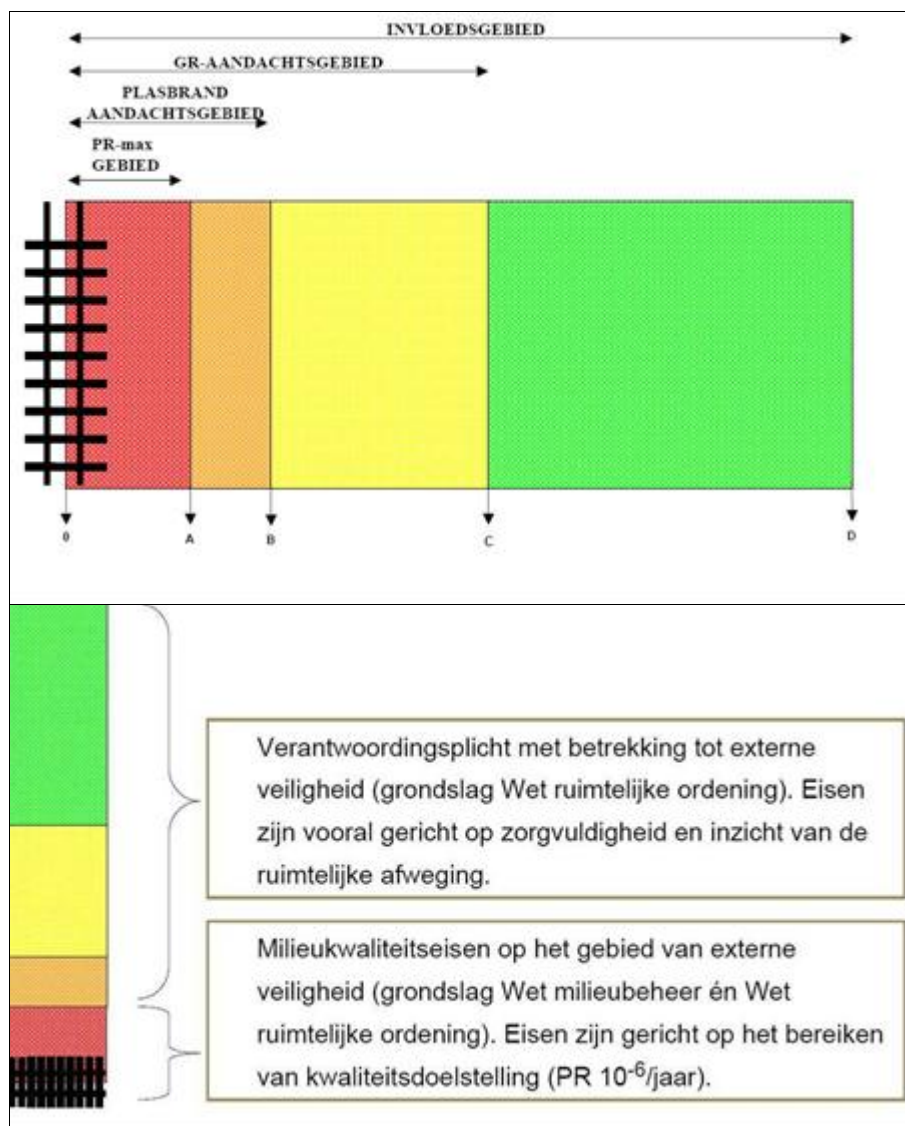 INVLOEDSGEBIED
GR-AANDACHTSGEBIED
PLASBRAND
AANDACHTSGEBIED
PR-max
GEBIED
0
A
B
C
D
Verantwoordingsplicht met betrekking tot externe
veiligheid (grondslag Wet ruimtelijke ordening). Eisen
zijn vooral gericht op zorgvuldigheid en inzicht van de
ruimtelijke afweging.
Milieukwaliteitseisen op het gebied van externe
veiligheid (grondslag Wet milieubeheer én Wet
ruimtelijke ordening). Eisen zijn gericht op het bereiken
van kwaliteitsdoelstelling (PR 10⁻⁶/jaar).